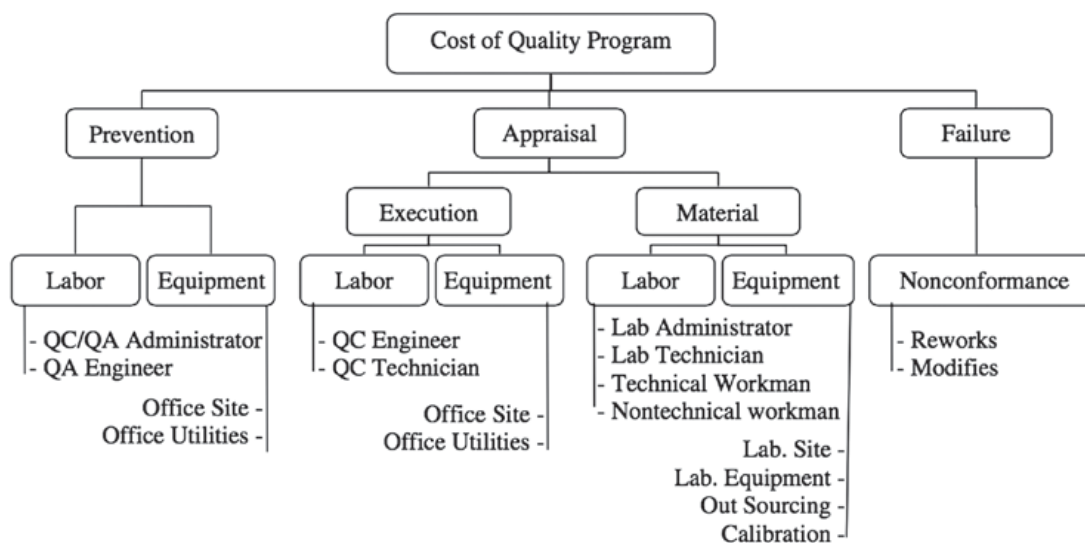 Cost of Quality Program
Prevention
Appraisal
Failure
Execution
Material
Labor
Equipment
Labor
Equipment
Labor
Equipment
Nonconformance
- QC/QA Administrator
- QA Engineer
Office Site -
Office Utilities -
- QC Engineer
- QC Technician
Office Site -
Office Utilities -
- Lab Administrator
- Lab Technician
- Technical Workman
- Nontechnical workman
Lab. Site -
Lab. Equipment -
Out Sourcing -
Calibration -
- Reworks
- Modifies